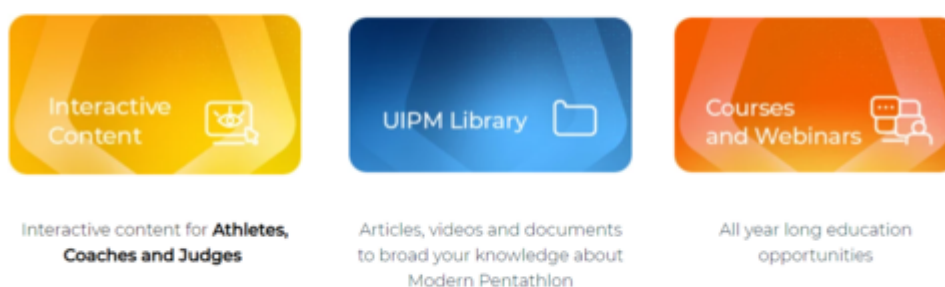 Interactive
Content
UIPM Library
Courses
and Webinars
Interactive content for Athletes,
Coaches and Judges
Articles, videos and documents
to broad your knowledge about
Modern Pentathlon
All year long education
opportunities